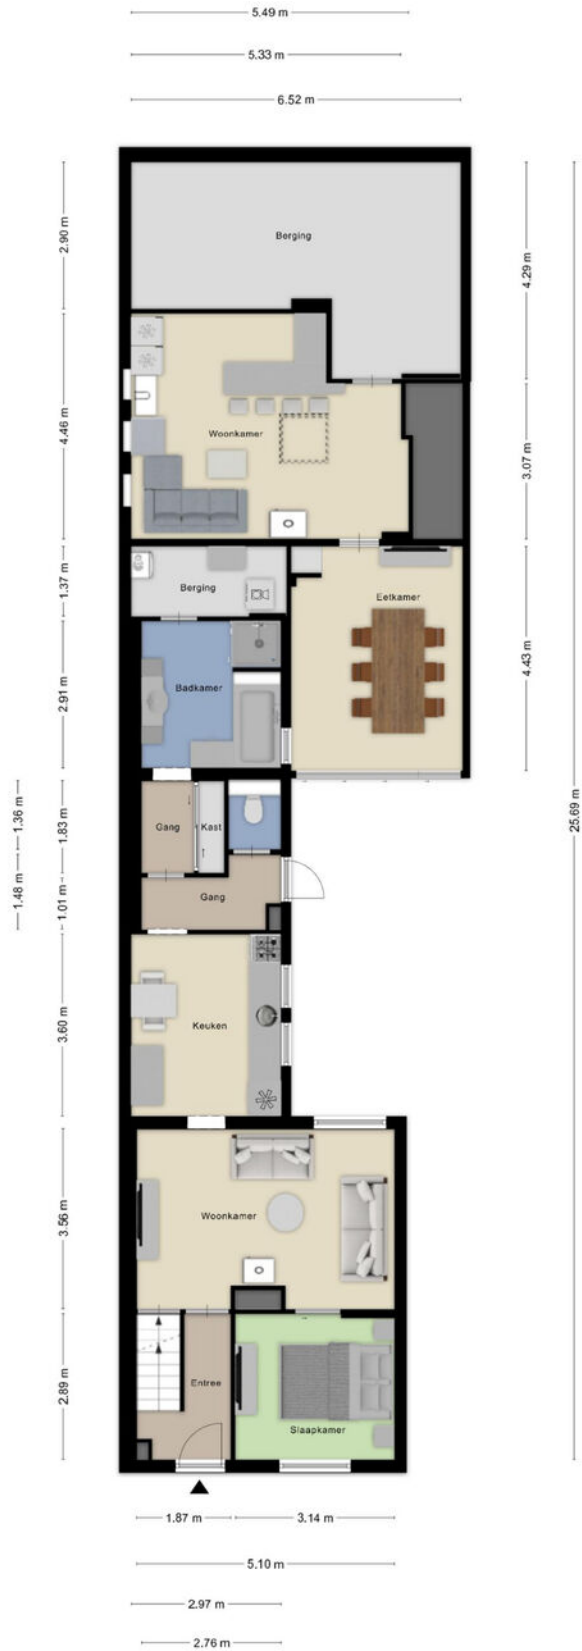 5.49 m
5.33 m
6.52 m
Berging
2.90 m
4.29 m
Woonkamer
4.46 m
3.07 m
25.69 m
Berging
1.37 m
Eetkamer
4.43 m
Badkamer
2.91 m
Gang
Kast
1.36 m
1.83 m
Gang
1.48 m
1.01 m
Keuken
3.60 m
Woonkamer
3.56 m
Entree
2.89 m
Slaapkamer
1.87 m
3.14 m
5.10 m
2.97 m
2.76 m